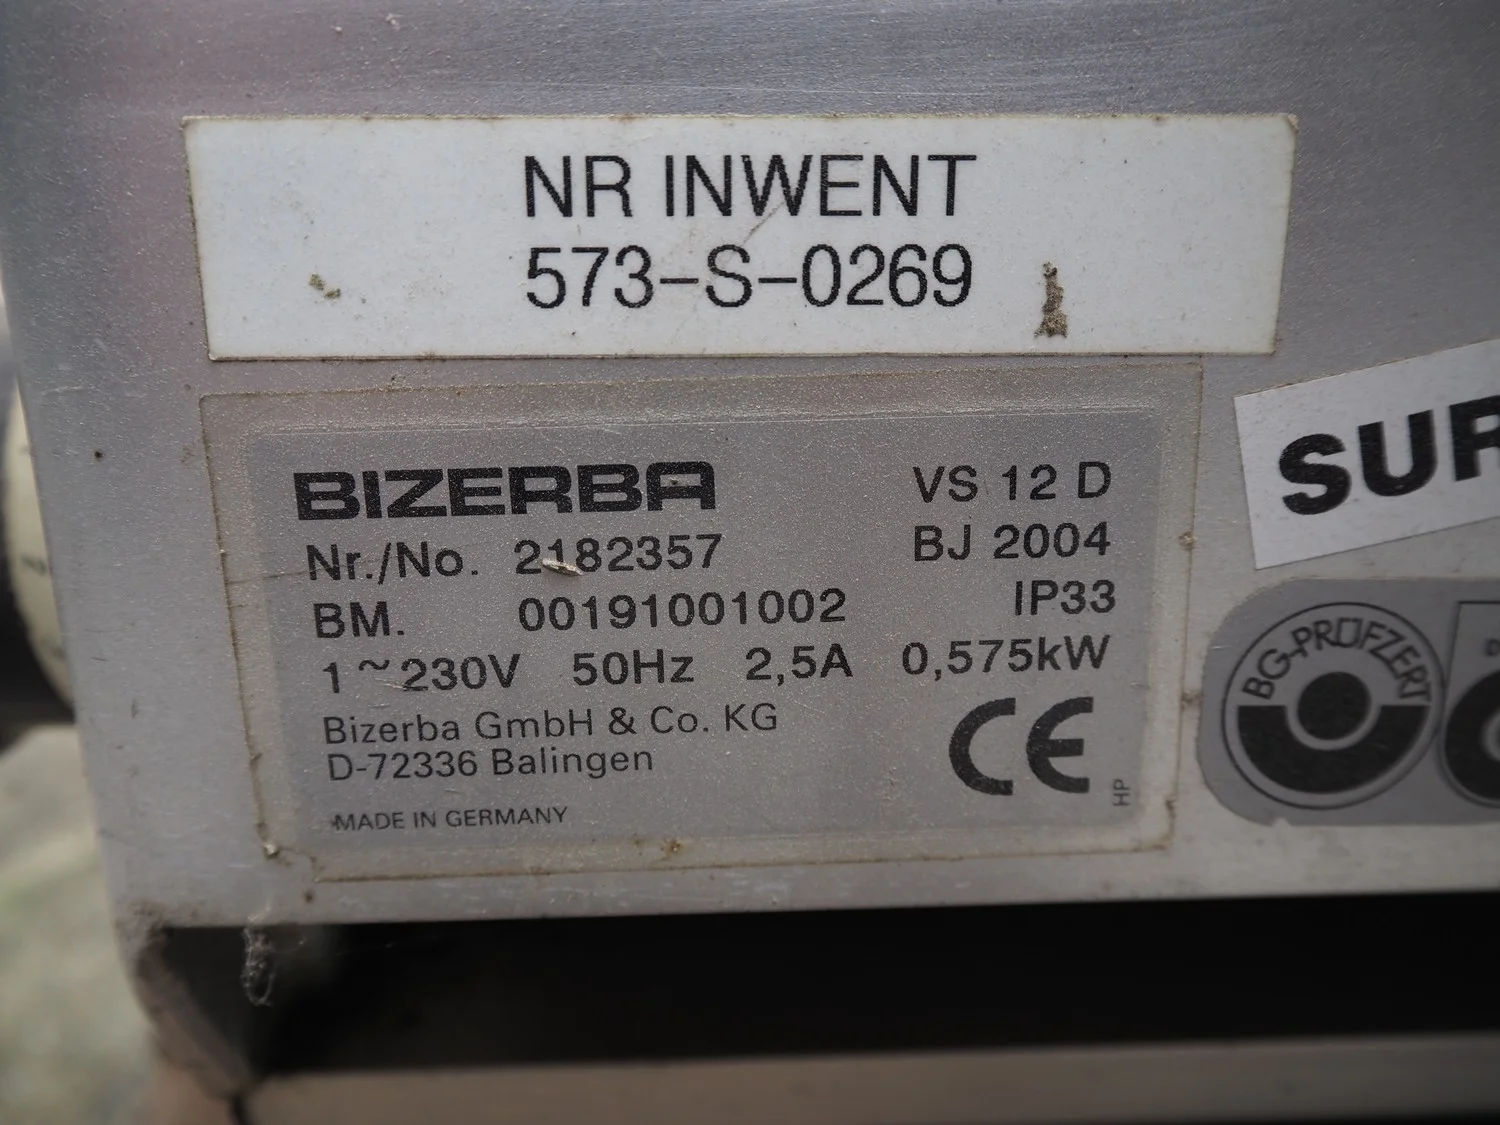 NR INWENT
573-S-0269
BIZERBA VS 12 D
Nr./No. 2182357 BJ 2004
BM. 00191001002 IP33
1~230V 50Hz 2,5A 0,575kW
Bizerba GmbH & Co. KG
D-72336 Balingen
CE
HP
MADE IN GERMANY
SUR
BG-PRÜFZERT